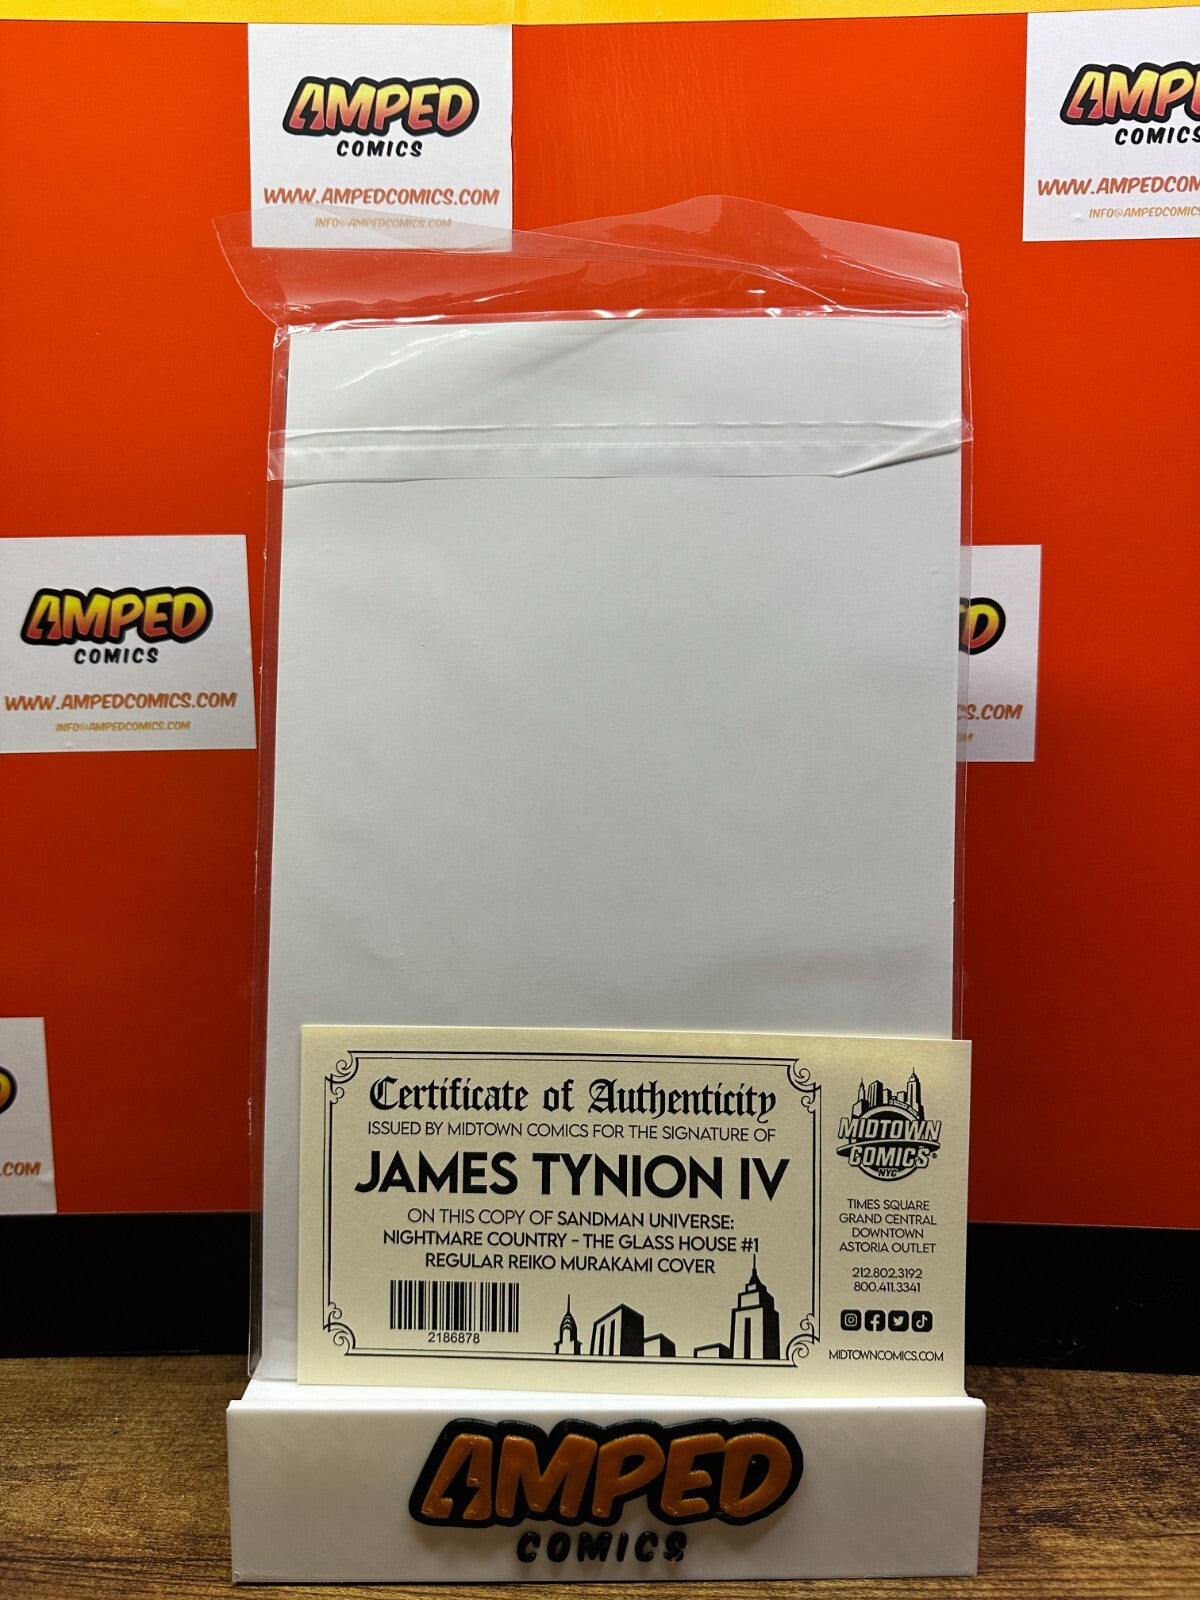 AMPED
COMICS
WWW.AMPEDCOMICS.COM
INFO@AMPEDCOMICS.COM
AMPE
COMICS
WWW.AMPEDCO
INFO@AMPEDCOMICS
AMPED
COMICS
WWW.AMPEDCOMICS.COM
INFO@AMPEDCOMICS.COM
D
CS.COM
OM
.COM
Certificate of Authenticity
ISSUED BY MIDTOWN COMICS FOR THE SIGNATURE OF
JAMES TYNION IV
ON THIS COPY OF SANDMAN UNIVERSE:
NIGHTMARE COUNTRY – THE GLASS HOUSE #1
REGULAR REIKO MURAKAMI COVER
2186878
MIDTOWN
COMICS®
NYC
TIMES SQUARE
GRAND CENTRAL
DOWNTOWN
ASTORIA OUTLET
212.802.3192
800.411.3341
MIDTOWNCOMICS.COM
AMPED
COMICS